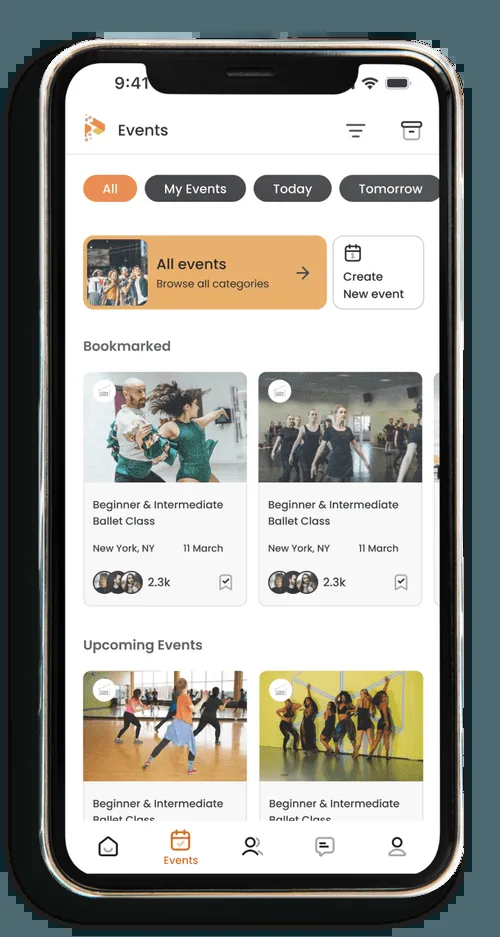 9:41
Events
All
My Events
Today
Tomorrow
All events
Browse all categories
1
Create
New event
Bookmarked
Beginner & Intermediate
Ballet Class
New York, NY
11 March
2.3k
Beginner & Intermediate
Ballet Class
New York, NY
11 March
2.3k
Upcoming Events
Beginner & Intermediate
Ballet Class
Beginner & Intermediate
Ballet Class
Events